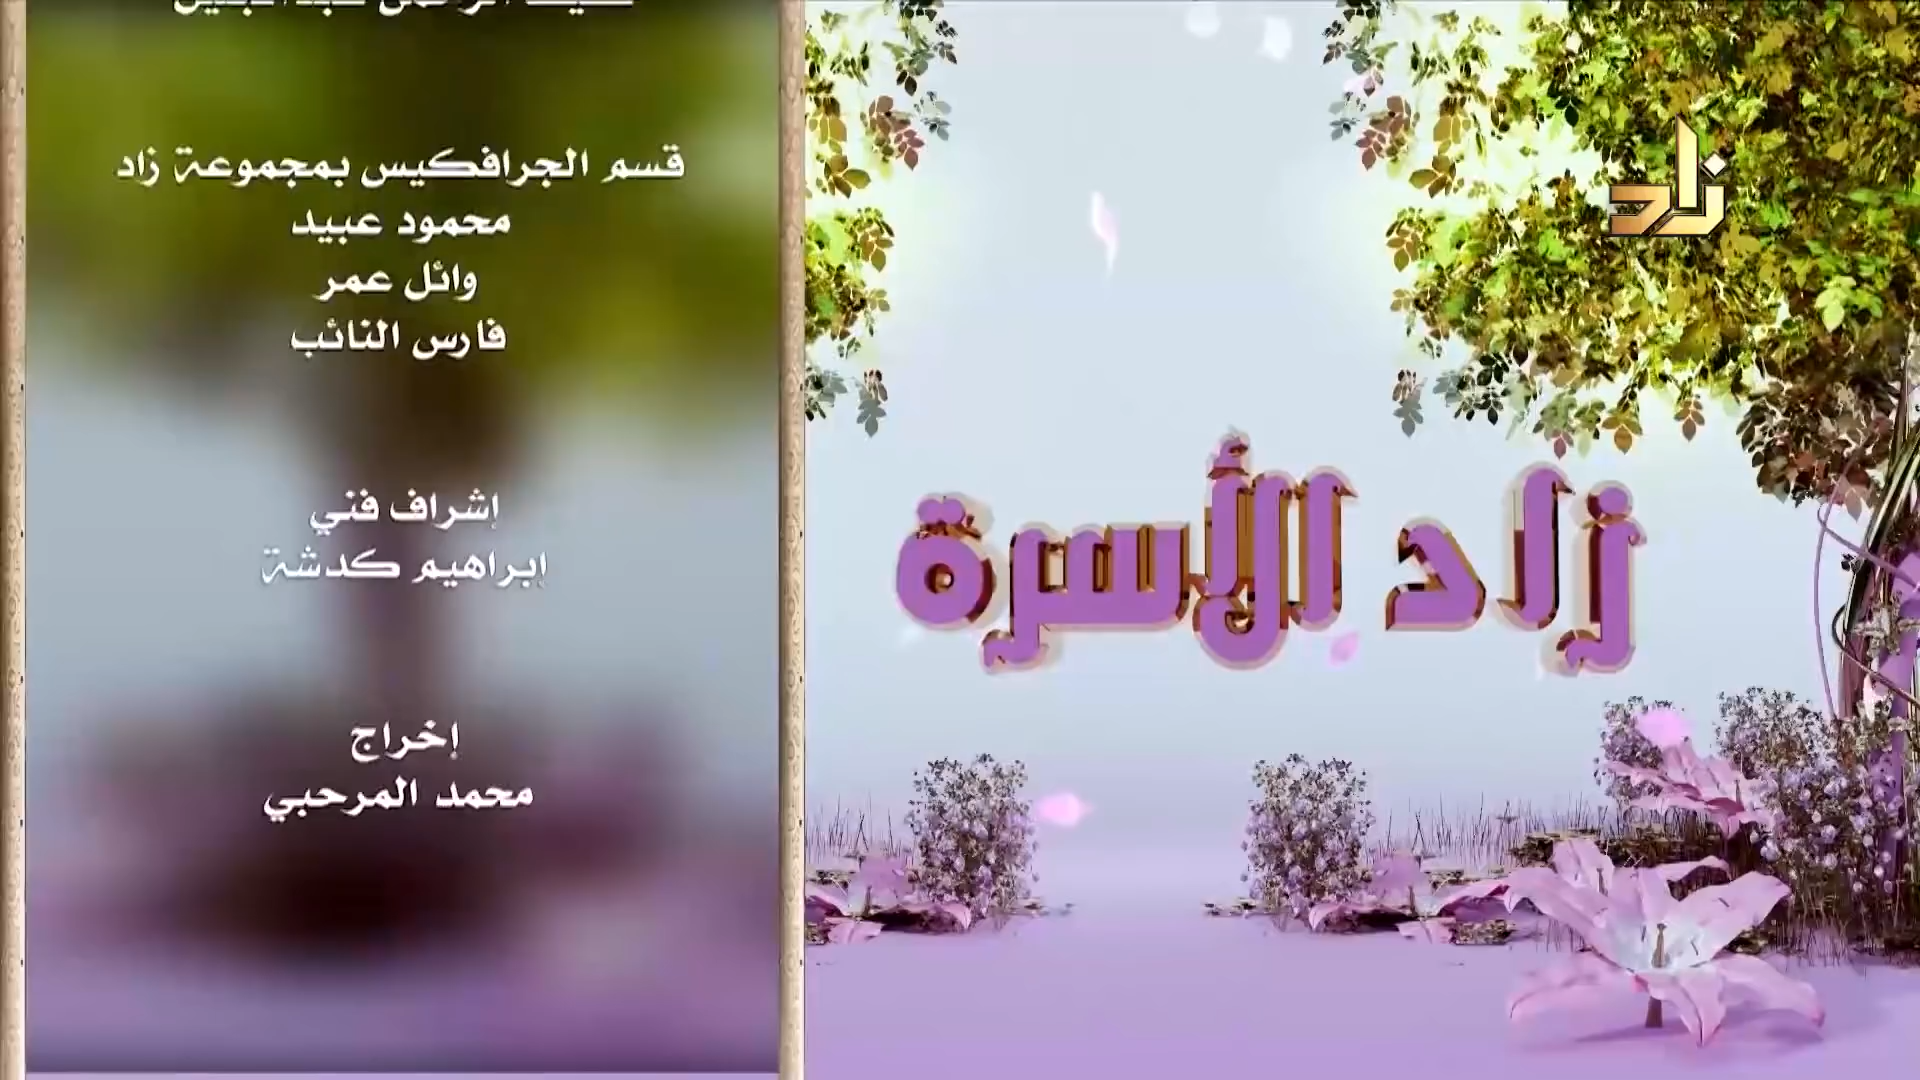 قسم الجرافكيس بمجموعة زاد
محمود عبيد
وائل عمر
فارس النائب
إشراف فني
إبراهيم كدشة
إخراج
محمد المرحبي
زاد
زاد الأسرة